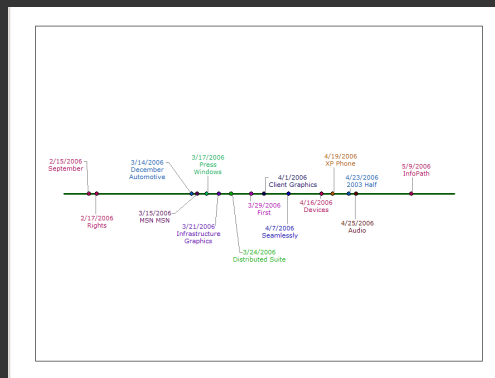 2/15/2006
September
2/17/2006
Rights
3/14/2006
December
Automotive
3/15/2006
MSN MSN
3/17/2006
Press
Windows
3/21/2006
Infrastructure
Graphics
3/24/2006
Distributed Suite
3/29/2006
First
4/1/2006
Client Graphics
4/7/2006
Seamlessly
4/16/2006
Devices
4/19/2006
XP Phone
4/23/2006
2003 Half
4/25/2006
Audio
5/9/2006
InfoPath